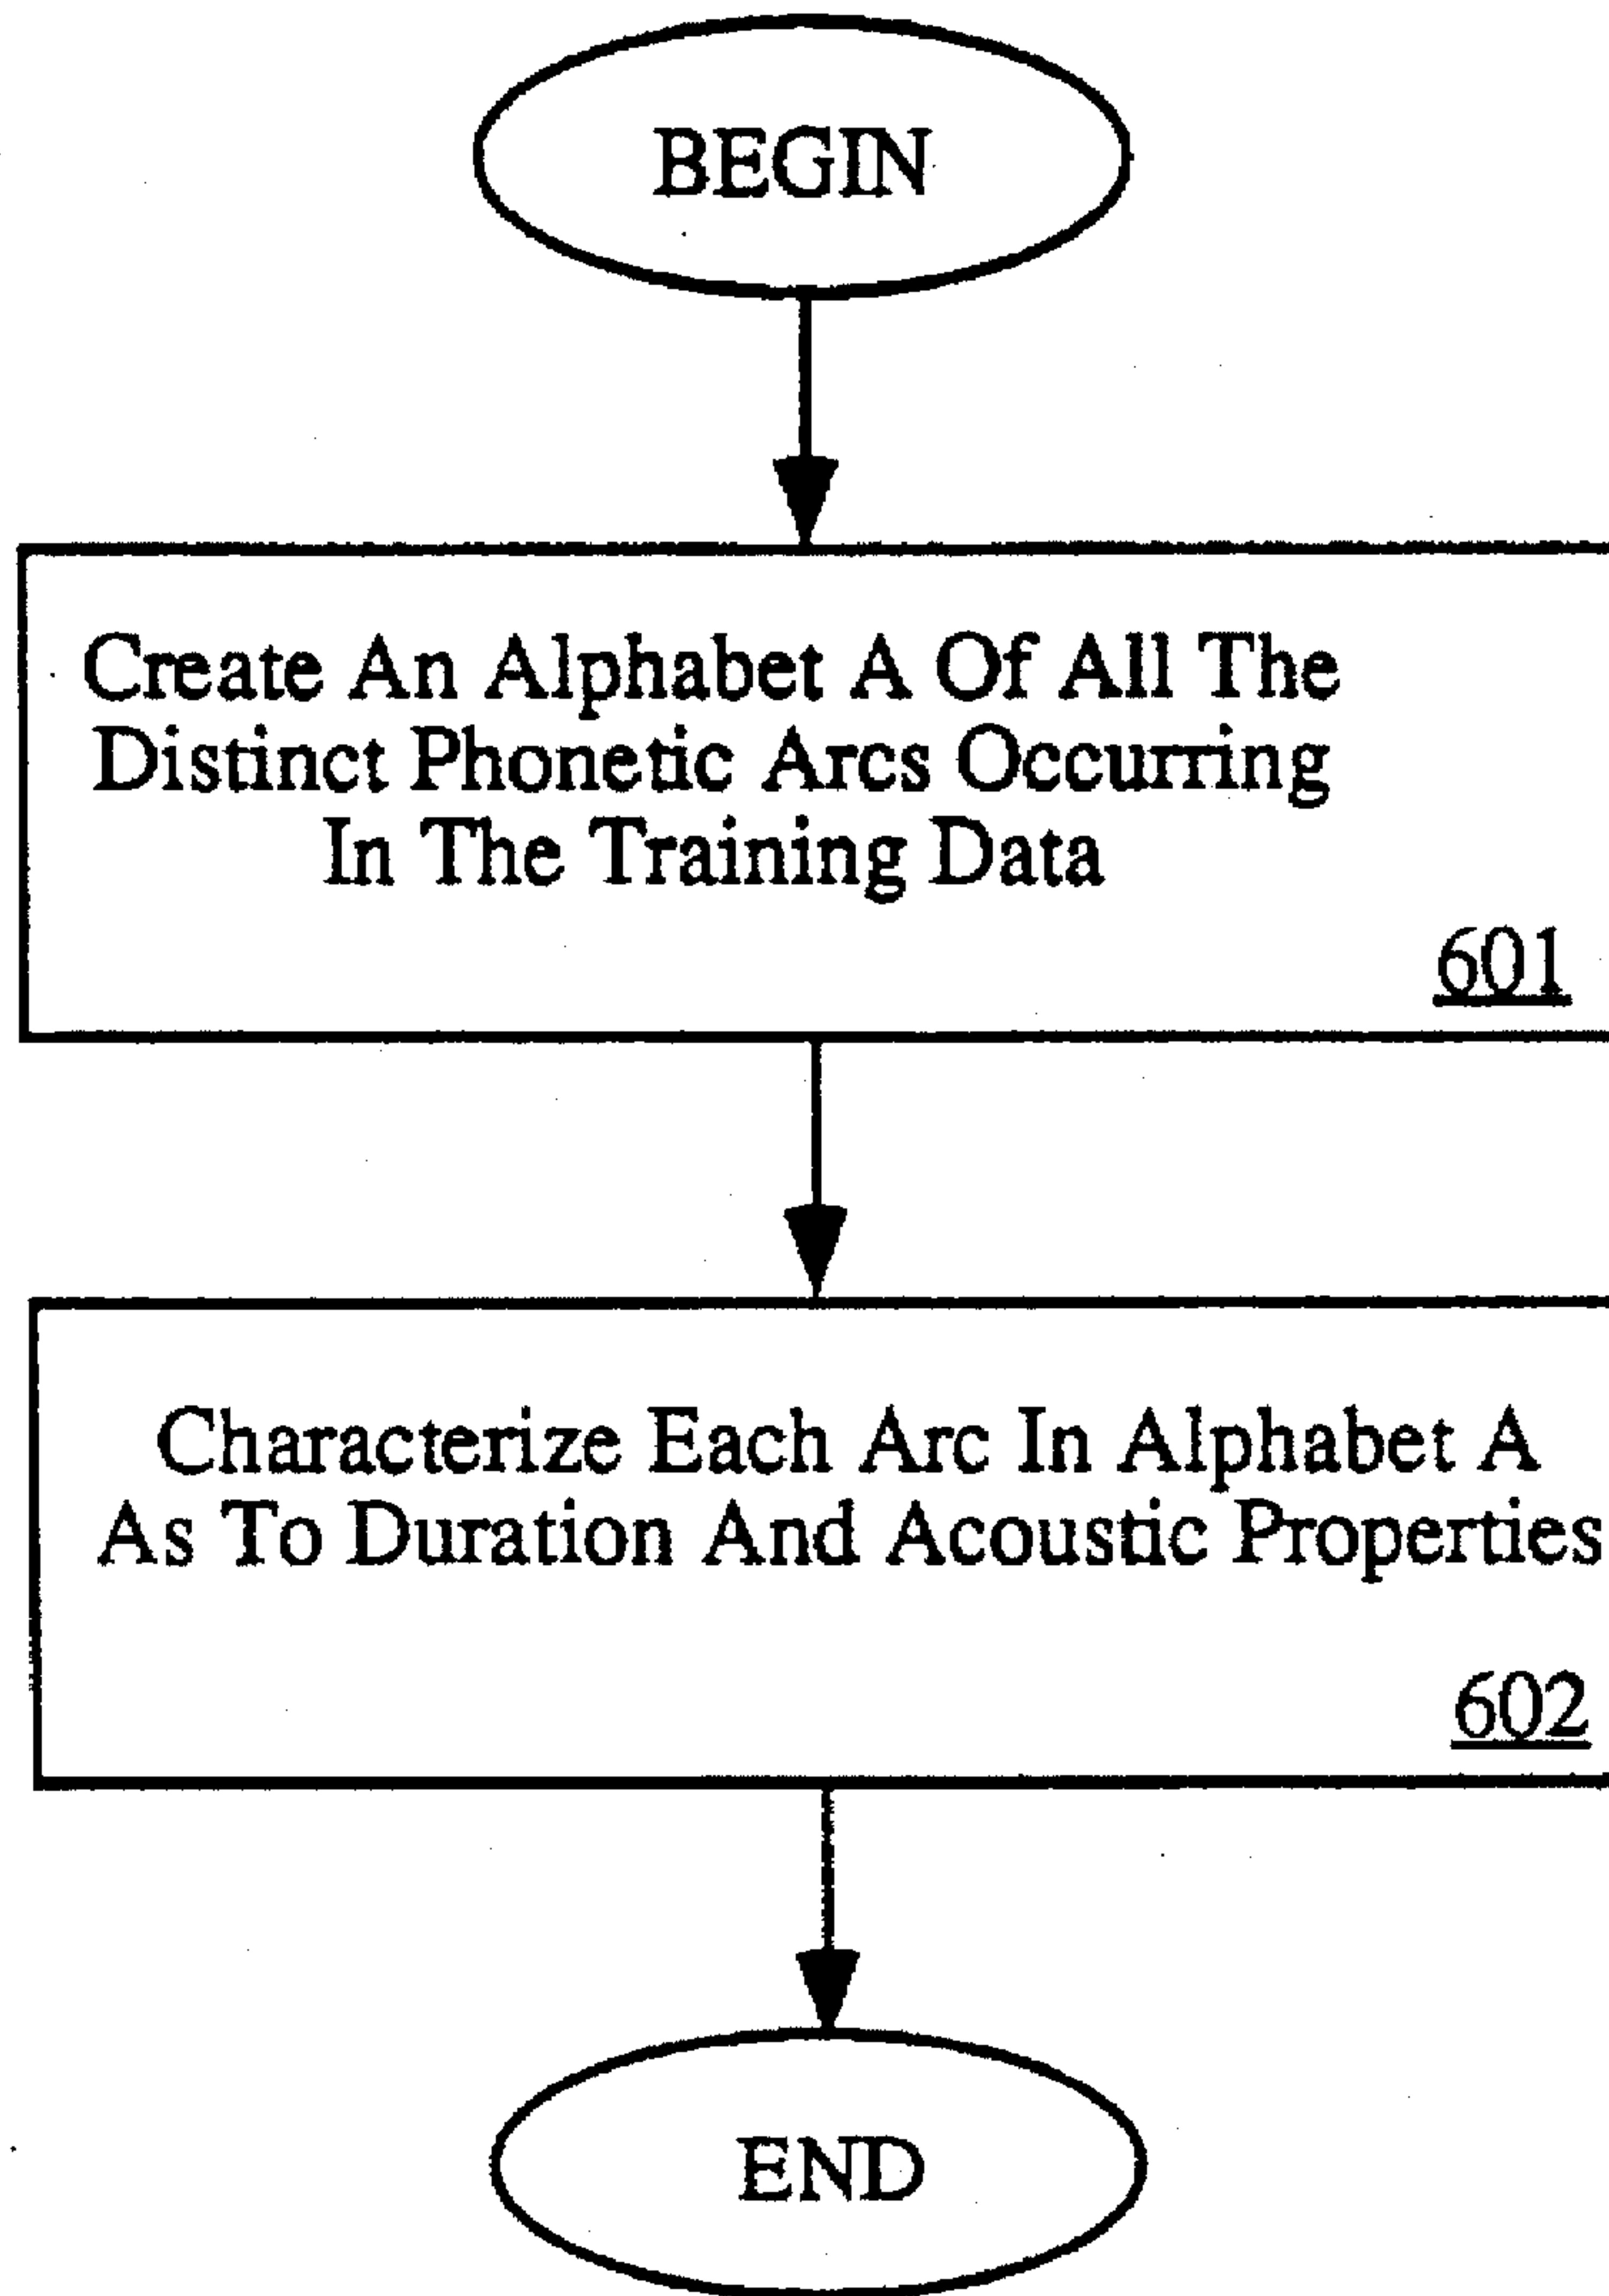 BEGIN
Create An Alphabet A Of All The
Distinct Phonetic Arcs Occurring
In The Training Data
601
Characterize Each Arc In Alphabet A
As To Duration And Acoustic Properties
602
END